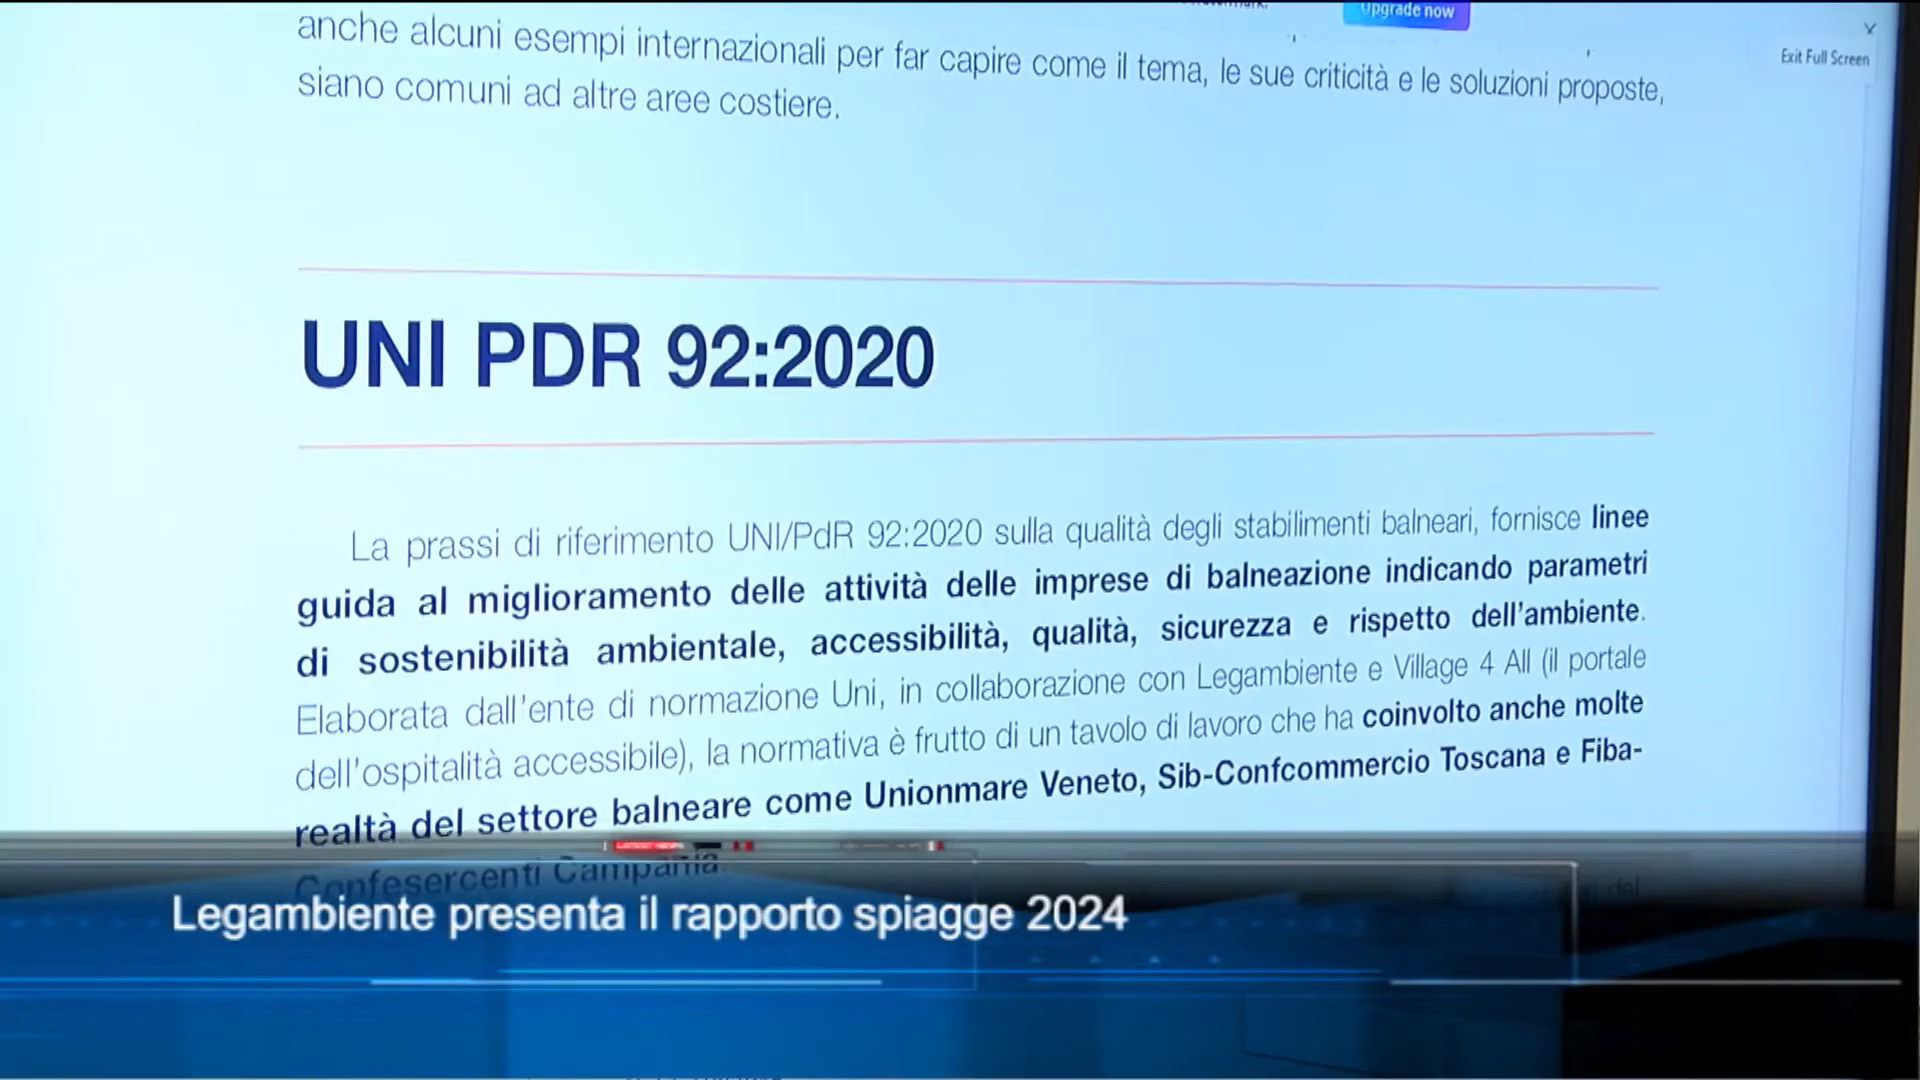 Upgrade now
Exit Full Screen
anche alcuni esempi internazionali per far capire come il tema, le sue criticità e le soluzioni proposte,
siano comuni ad altre aree costiere.
UNI PDR 92:2020
La prassi di riferimento UNI/PdR 92:2020 sulla qualità degli stabilimenti balneari, fornisce linee
guida al miglioramento delle attività delle imprese di balneazione indicando parametri
di sostenibilità ambientale, accessibilità, qualità, sicurezza e rispetto dell'ambiente.
Elaborata dall'ente di normazione Uni, in collaborazione con Legambiente e Village 4 All (il portale
dell'ospitalità accessibile), la normativa è frutto di un tavolo di lavoro che ha coinvolto anche molte
realtà del settore balneare come Unionmare Veneto, Sib-Confcommercio Toscana e Fiba-
Confesercenti Campania.
Legambiente presenta il rapporto spiagge 2024